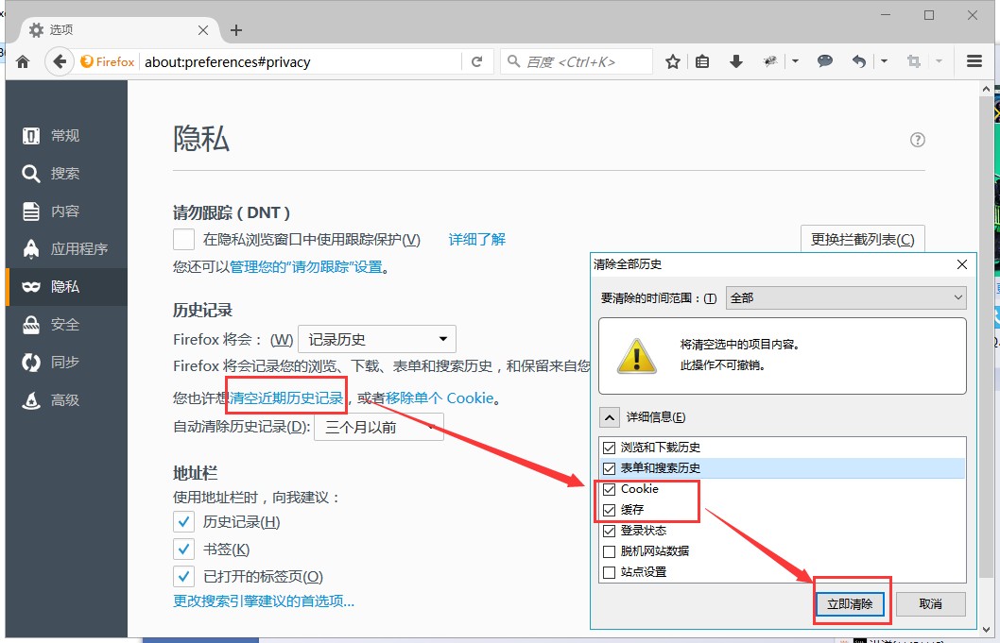 选项
Firefox
about:preferences#privacy
百度 <Ctrl+K>
常规
搜索
内容
应用程序
隐私
安全
同步
高级
隐私
请勿跟踪（DNT）
在隐私浏览窗口中使用跟踪保护(V)
详细了解
更换拦截列表(C)
您还可以管理您的"请勿跟踪"设置。
历史记录
Firefox 将会： (W) 记录历史
Firefox 将会记录您的浏览、下载、表单和搜索历史，和保留来自您
您也许想清空近期历史记录，或者移除单个 Cookie。
自动清除历史记录(D): 三个月以前
地址栏
使用地址栏时，向我建议：
历史记录(H)
书签(K)
已打开的标签页(O)
更改搜索引擎建议的首选项...
清除全部历史
要清除的时间范围：(T) 全部
将清空选中的项目内容。
此操作不可撤销。
详细信息(E)
浏览和下载历史
表单和搜索历史
Cookie
缓存
登录状态
脱机网站数据
站点设置
立即清除
取消